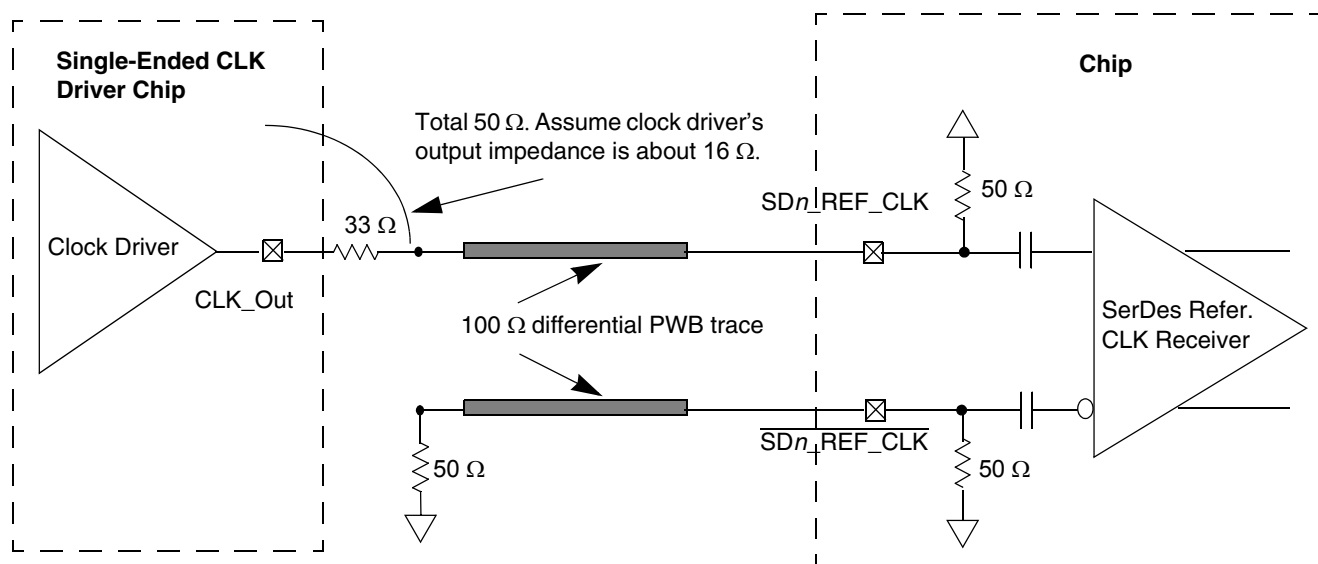 Single-Ended CLK
Driver Chip
Chip
Total 50 Ω. Assume clock driver's
output impedance is about 16 Ω.
50 Ω
SDn_REF_CLK
33 Ω
Clock Driver
CLK_Out
100 Ω differential PWB trace
SerDes Refer.
CLK Receiver
SDn_REF_CLK
50 Ω
50 Ω